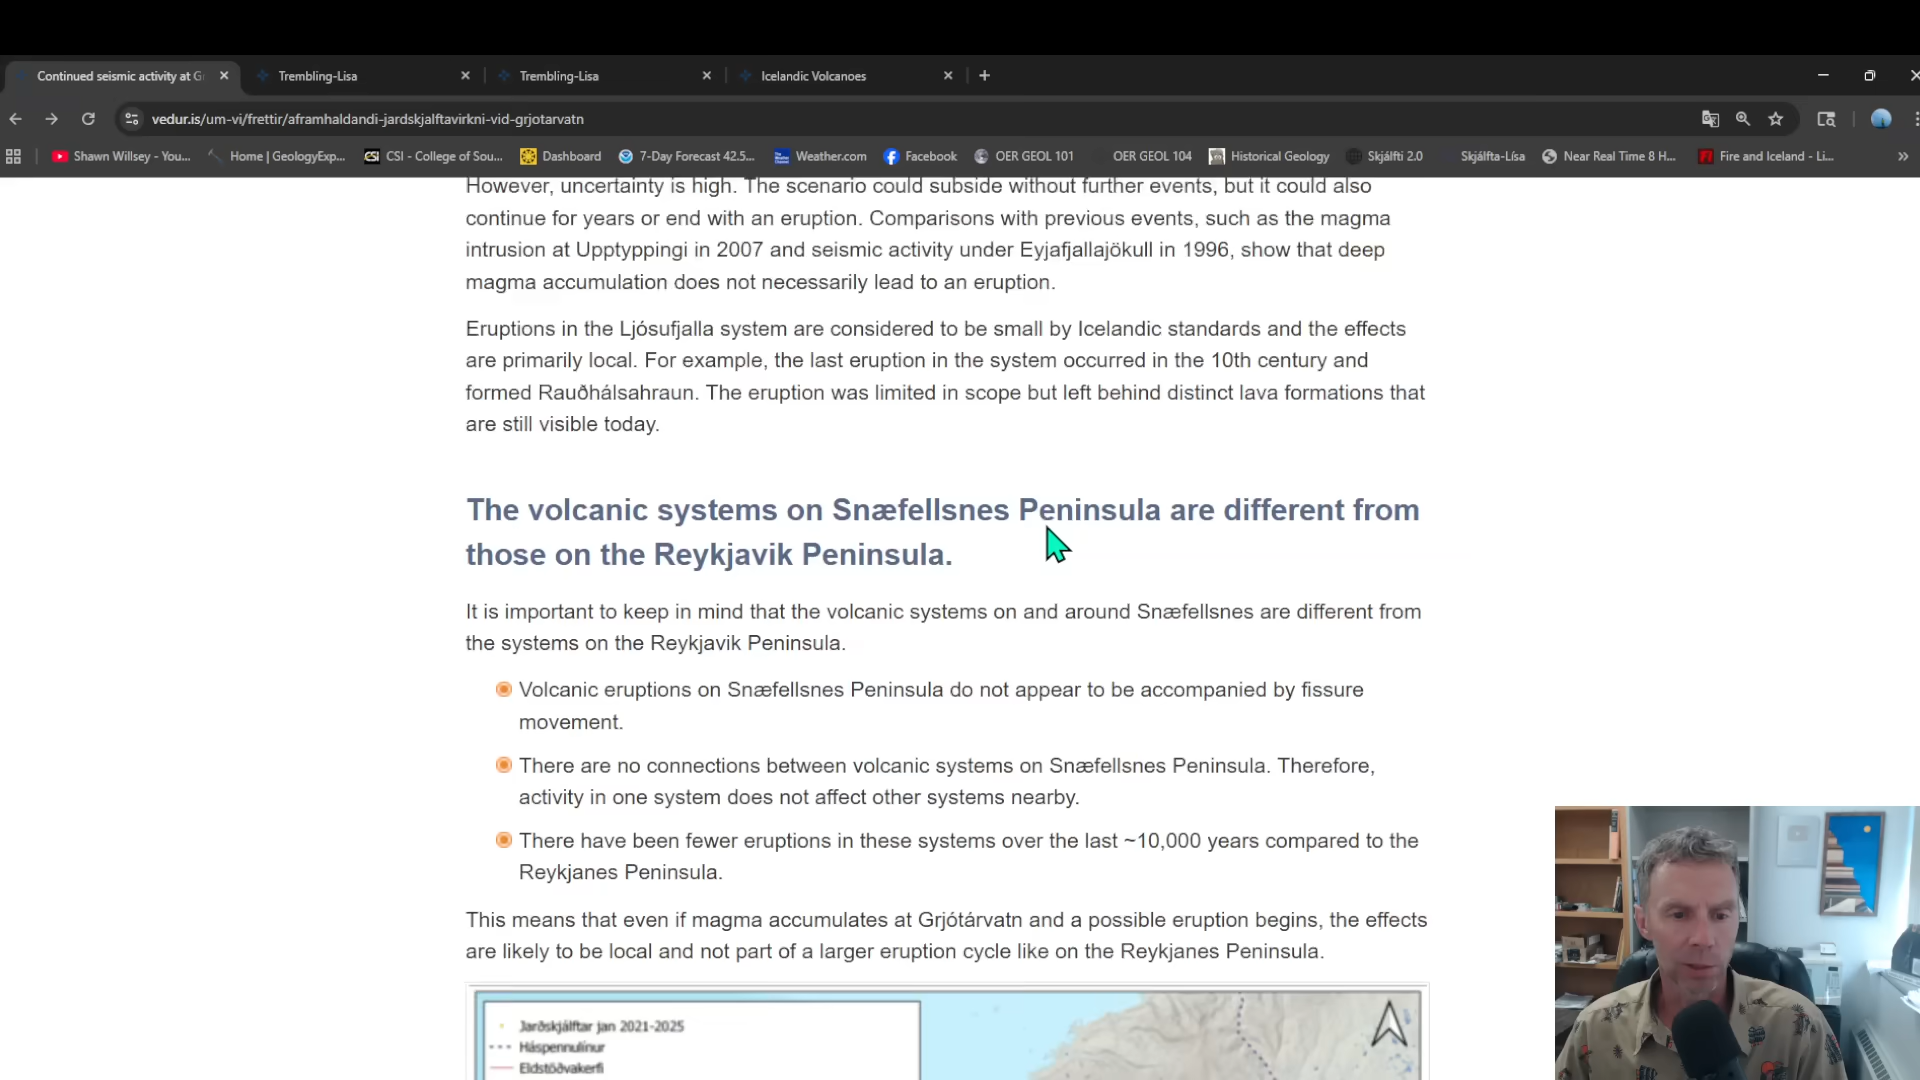 Continued seismic activity at G
Trembling-Lisa
Trembling-Lisa
Icelandic Volcanoes
vedur.is/um-vi/frettir/aframhaldandi-jardskjalftavirkni-vid-grjotarvatn
Shawn Willsey - You...
Home | GeologyExp...
CSI - College of Sou...
Dashboard
7-Day Forecast 42.5...
Weather.com
Facebook
OER GEOL 101
OER GEOL 104
Historical Geology
Skjálfti 2.0
Skjálfta-Lísa
Near Real Time 8 H...
Fire and Iceland - Li...
However, uncertainty is high. The scenario could subside without further events, but it could also
continue for years or end with an eruption. Comparisons with previous events, such as the magma
intrusion at Upptyppingi in 2007 and seismic activity under Eyjafjallajökull in 1996, show that deep
magma accumulation does not necessarily lead to an eruption.
Eruptions in the Ljósufjalla system are considered to be small by Icelandic standards and the effects
are primarily local. For example, the last eruption in the system occurred in the 10th century and
formed Rauðhálsahraun. The eruption was limited in scope but left behind distinct lava formations that
are still visible today.
The volcanic systems on Snæfellsnes Peninsula are different from
those on the Reykjavik Peninsula.
It is important to keep in mind that the volcanic systems on and around Snæfellsnes are different from
the systems on the Reykjavik Peninsula.
Volcanic eruptions on Snæfellsnes Peninsula do not appear to be accompanied by fissure
movement.
There are no connections between volcanic systems on Snæfellsnes Peninsula. Therefore,
activity in one system does not affect other systems nearby.
There have been fewer eruptions in these systems over the last ~10,000 years compared to the
Reykjanes Peninsula.
This means that even if magma accumulates at Grjótárvatn and a possible eruption begins, the effects
are likely to be local and not part of a larger eruption cycle like on the Reykjanes Peninsula.
Jarðskjálftar jan 2021-2025
Háspennulínur
Eldstöðvakerfi